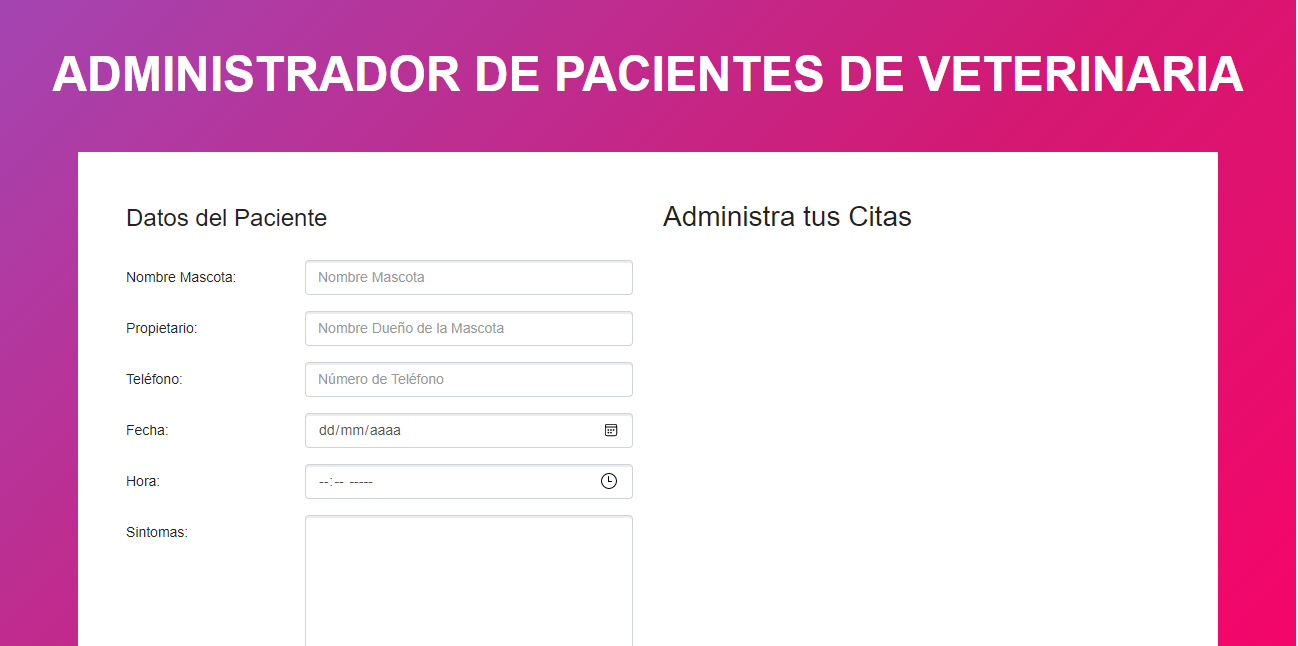 ADMINISTRADOR DE PACIENTES DE VETERINARIA
Datos del Paciente
Nombre Mascota: Nombre Mascota
Propietario: Nombre Dueño de la Mascota
Teléfono: Número de Teléfono
Fecha: dd/mm/aaaa
Hora: --:-- -----
Sintomas:
Administra tus Citas